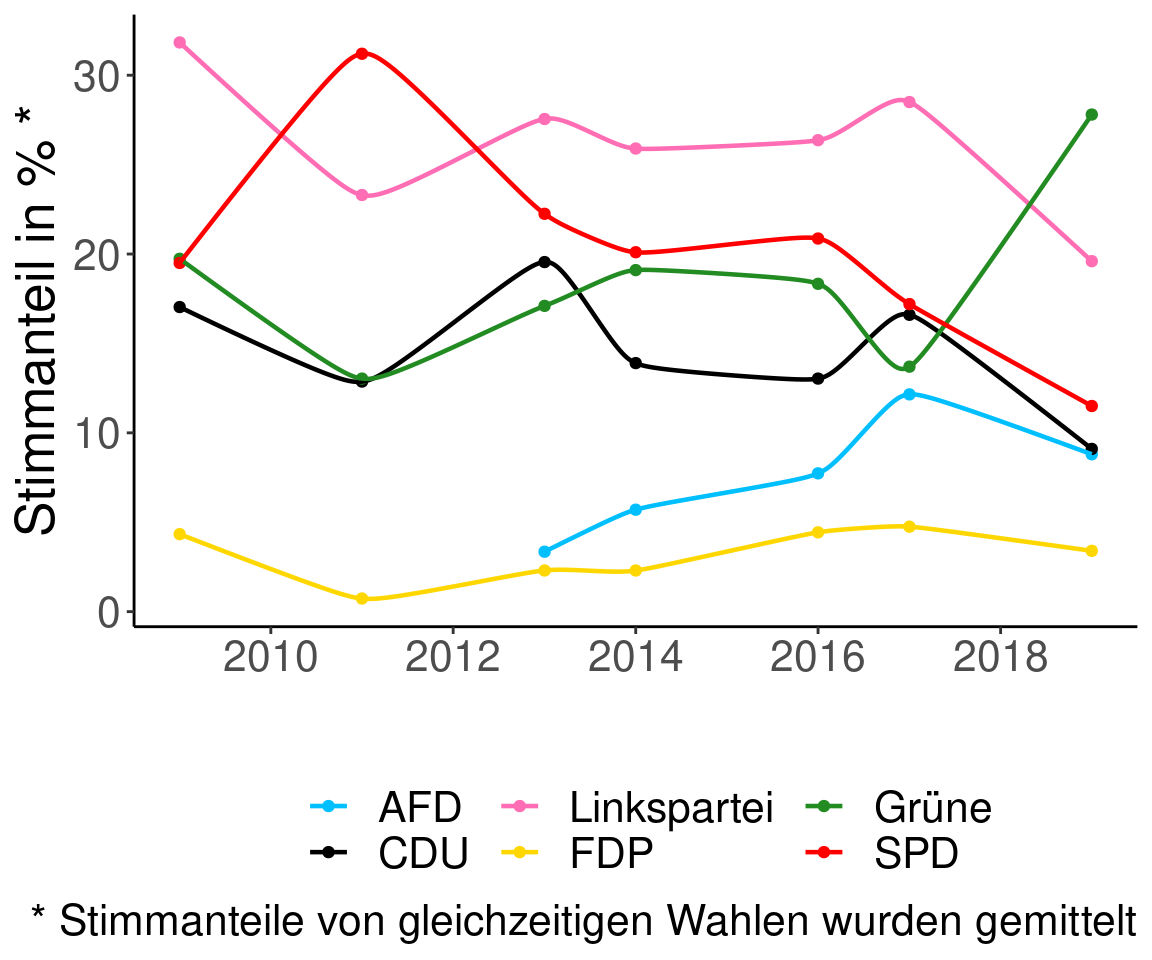 Stimmanteil in % *
30
20
10
0
2010 2012 2014 2016 2018
AFD Linkspartei Grüne
CDU FDP SPD
* Stimmanteile von gleichzeitigen Wahlen wurden gemittelt